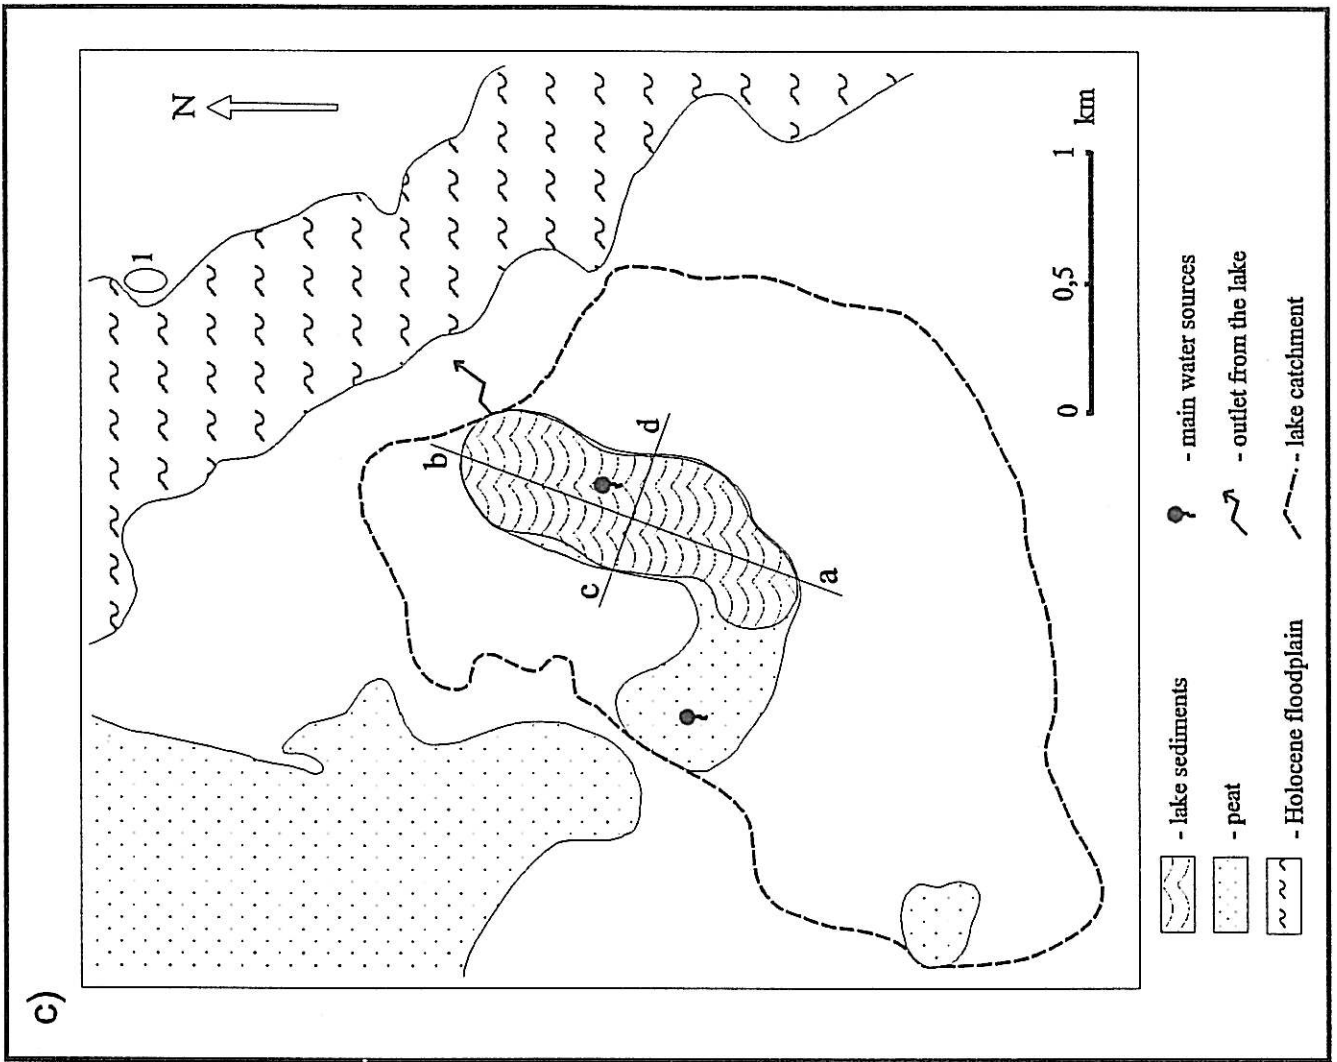 c)
N
1
b
d
c
a
0
0,5
1
km
- lake sediments
- peat
- Holocene floodplain
- main water sources
- outlet from the lake
- lake catchment